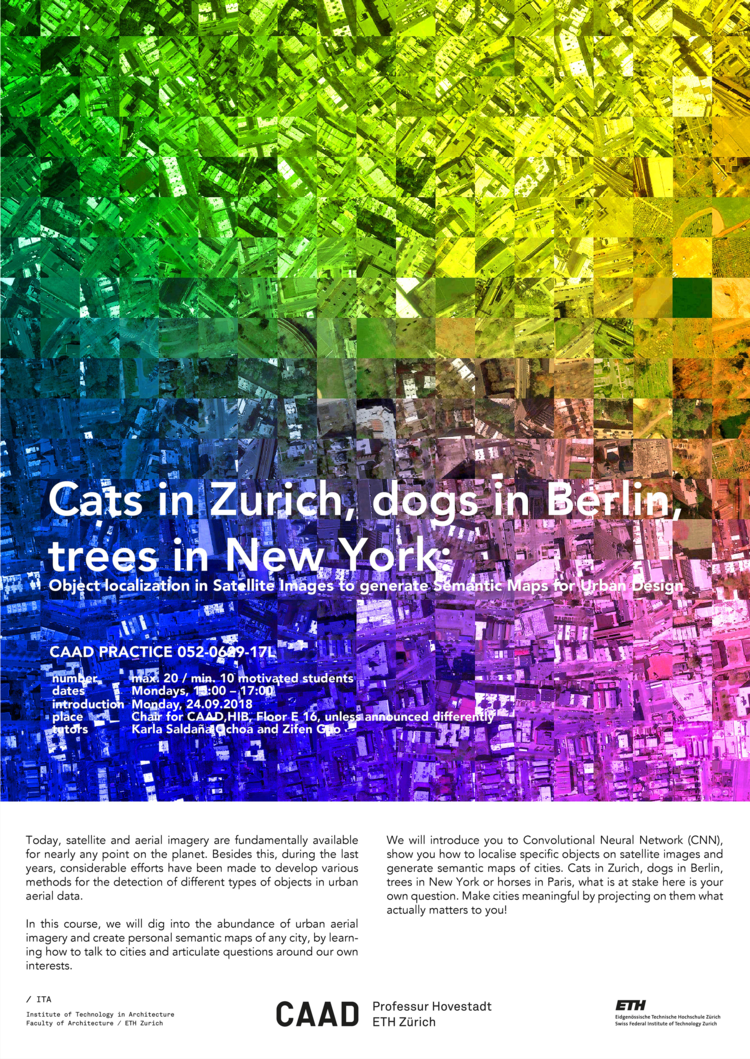 Cats in Zurich, dogs in Berlin,
trees in New York:
Object localization in Satellite Images to generate Semantic Maps for Urban Design
CAAD PRACTICE 052-0629-17L
number max. 20 / min. 10 motivated students
dates Mondays, :00 – 17:00
introduction Monday, 24.09.2018
place Chair for CAAD,HIB, Floor E 16, unless announced differently
tutors Karla Saldaña Ochoa and Zifen Guo
Today, satellite and aerial imagery are fundamentally available
for nearly any point on the planet. Besides this, during the last
years, considerable efforts have been made to develop various
methods for the detection of different types of objects in urban
aerial data.
In this course, we will dig into the abundance of urban aerial
imagery and create personal semantic maps of any city, by learn-
ing how to talk to cities and articulate questions around our own
interests.
We will introduce you to Convolutional Neural Network (CNN),
show you how to localise specific objects on satellite images and
generate semantic maps of cities. Cats in Zurich, dogs in Berlin,
trees in New York or horses in Paris, what is at stake here is your
own question. Make cities meaningful by projecting on them what
actually matters to you!
/ ITA
Institute of Technology in Architecture
Faculty of Architecture / ETH Zurich
CAAD
Professur Hovestadt
ETH Zürich
ETH
Eidgenössische Technische Hochschule Zürich
Swiss Federal Institute of Technology Zurich